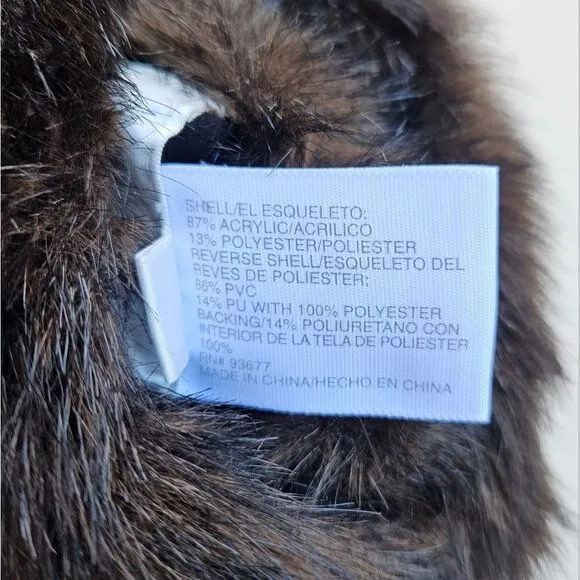 SHELL/EL ESQUELETO:
87% ACRYLIC/ACRILICO
13% POLYESTER/POLIESTER
REVERSE SHELL/ESQUELETO DEL
REVES DE POLIESTER:
86% PVC
14% PU WITH 100% POLYESTER
BACKING/14% POLIURETANO CON
INTERIOR DE LA TELA DE POLIESTER
100%
RN# 93677
MADE IN CHINA/HECHO EN CHINA